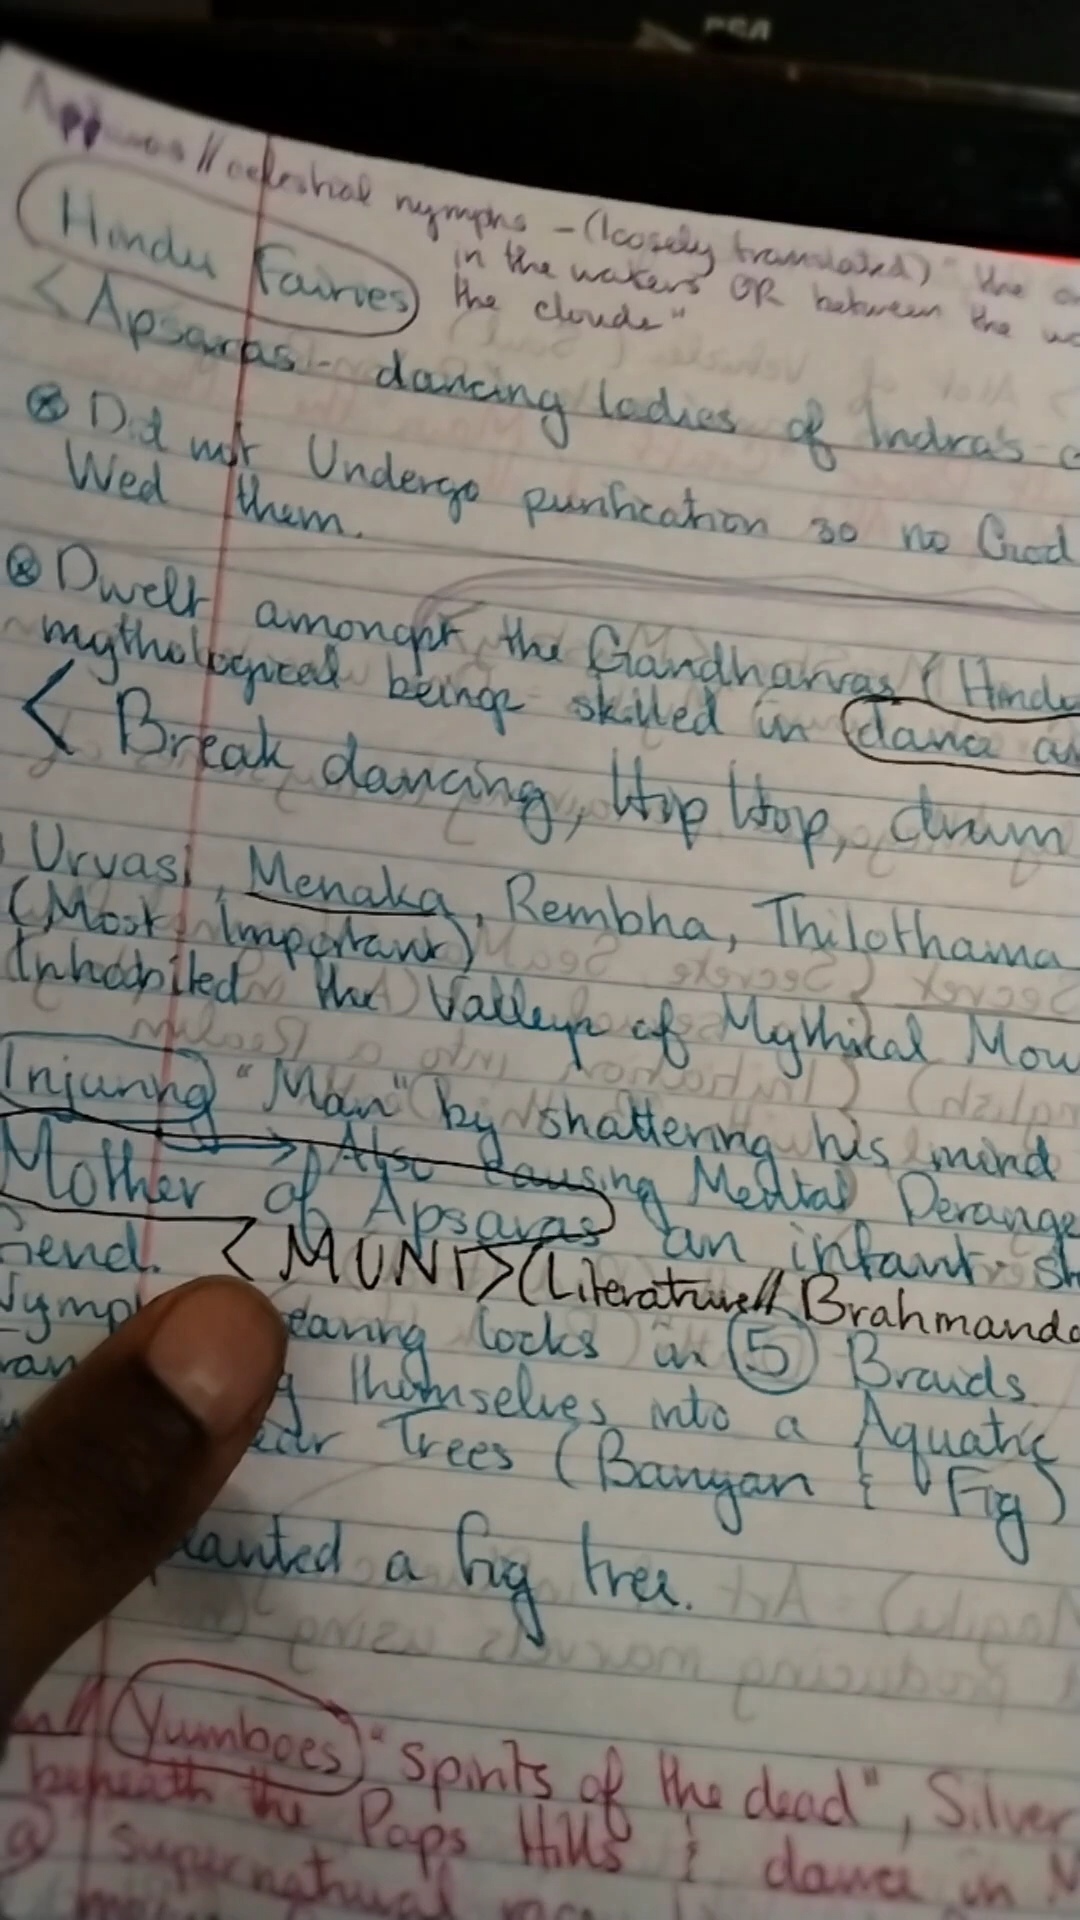 celestial nymphs - (loosely translated) " the
in the waters OR between the
the clouds"
Hindu Fairies
< Apsaras - dancing ladies of Indra's
⊗ Did not Undergo purification so no God
Wed them.
⊗ Dwelt amongst the Gandharvas (Hindu
mythological beings skilled in dance
< Break dancing, Hip Hop, drum
Urvasi, Menaka, Rembha, Thilothama
(Most Important)
Inhabited the Valleys of Mythical
Injuring "Man" by shattering his mind
→ Also causing Mental
Mother of Apsaras an infant
fiend. <MUNI> (Literature//
locks in 5 Braids
themselves into a Aquatic
Trees (Banyan & Fig)
a fig tree.
Yumboes "Spirits of the dead", Silver
beneath the Paps Hills & dance in
supernatural